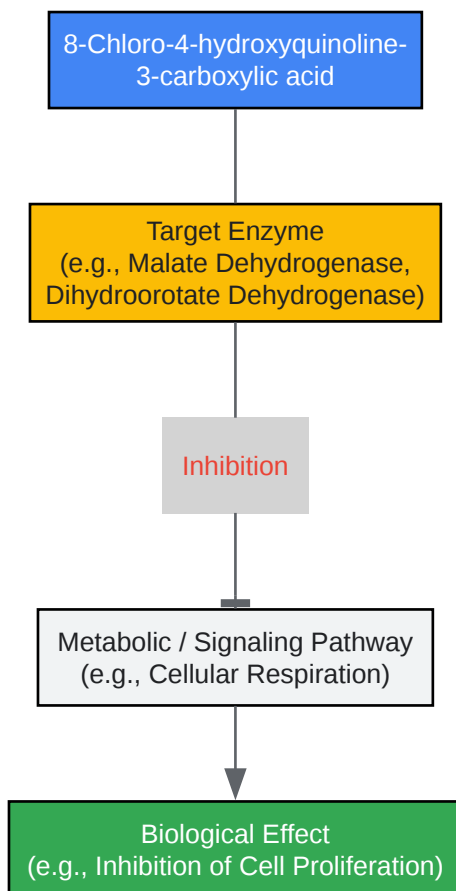 8-Chloro-4-hydroxyquinoline-
3-carboxylic acid
Target Enzyme
(e.g., Malate Dehydrogenase,
Dihydroorotate Dehydrogenase)
Inhibition
Metabolic / Signaling Pathway
(e.g., Cellular Respiration)
Biological Effect
(e.g., Inhibition of Cell Proliferation)